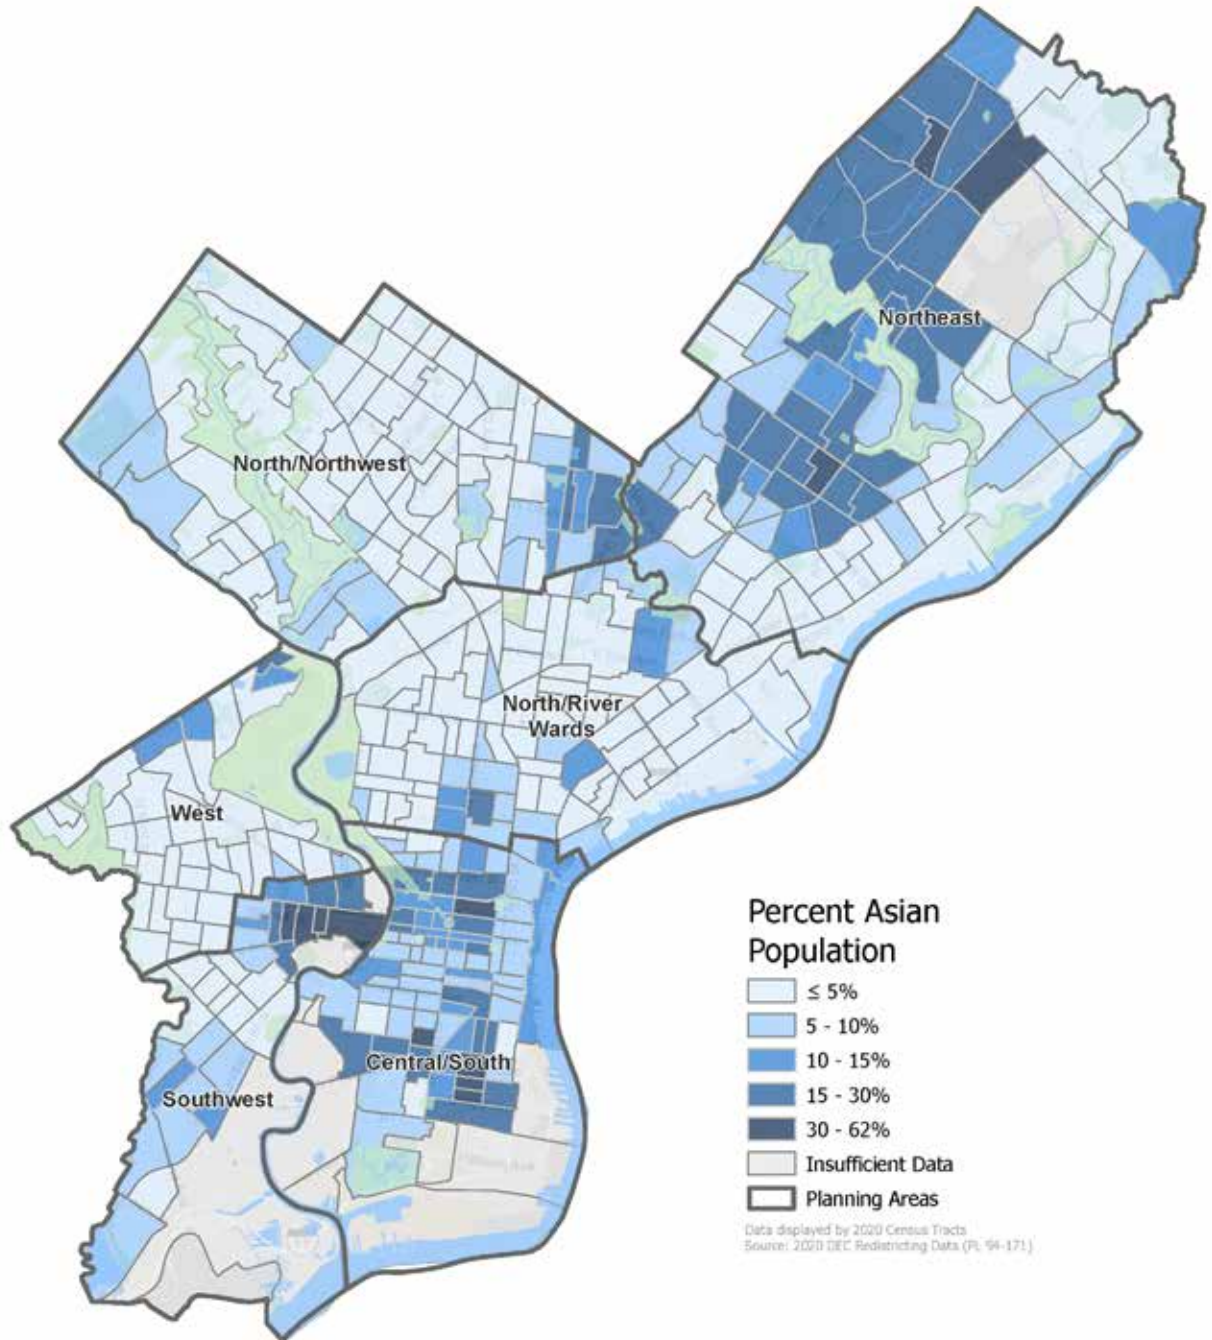 Northeast
North/Northwest
North/River
Wards
West
Central/South
Southwest
Percent Asian
Population
≤ 5%
5 - 10%
10 - 15%
15 - 30%
30 - 62%
Insufficient Data
Planning Areas
Data displayed by 2020 Census Tracts
Source: 2020 DEC Redistricting Data (PL 94-171)